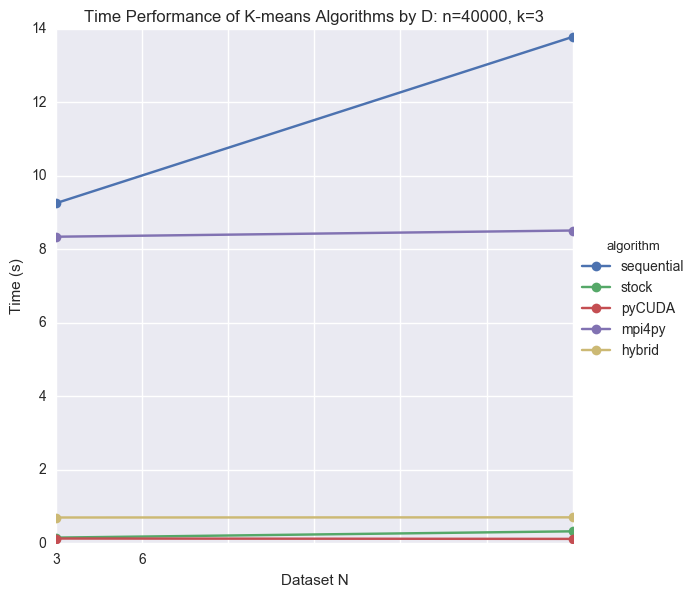 Time Performance of K-means Algorithms by D: n=40000, k=3
14
12
10
8
6
4
2
0
Time (s)
3 6
Dataset N
algorithm
sequential
stock
pyCUDA
mpi4py
hybrid